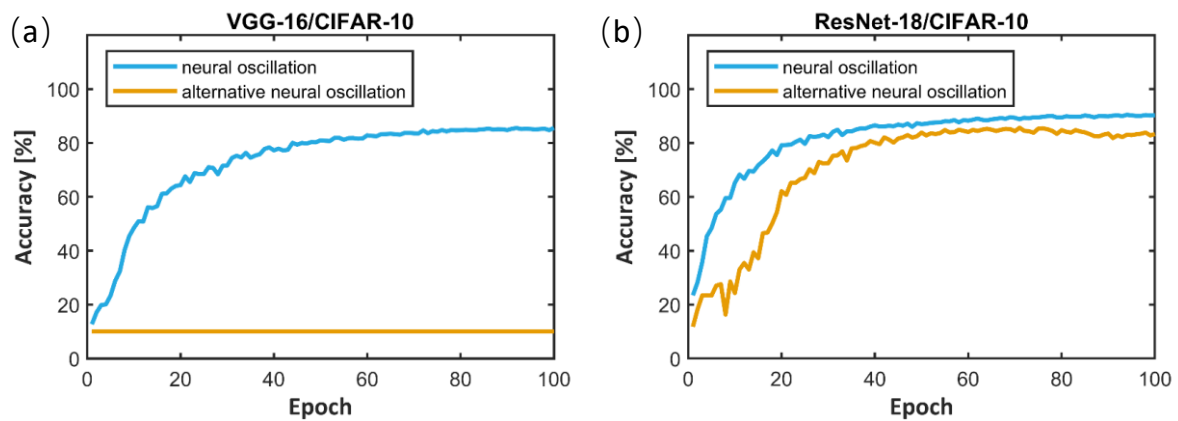 (a)
VGG-16/CIFAR-10
neural oscillation
alternative neural oscillation
Accuracy [%]
100
80
60
40
20
0
0 20 40 60 80 100
Epoch
(b)
ResNet-18/CIFAR-10
neural oscillation
alternative neural oscillation
Accuracy [%]
100
80
60
40
20
0
0 20 40 60 80 100
Epoch